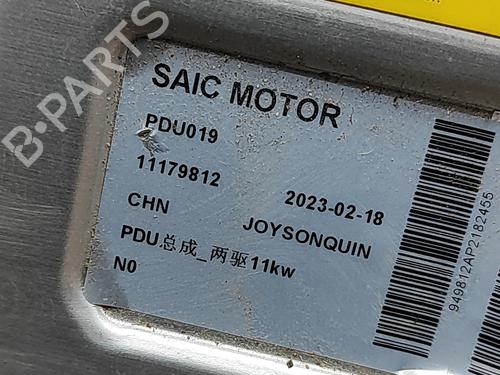 SAIC MOTOR
PDU019
11179812
2023-02-18
CHN
JOYSONQUIN
PDU总成_两驱11kw
N0
949812AP2182455
B-PARTS